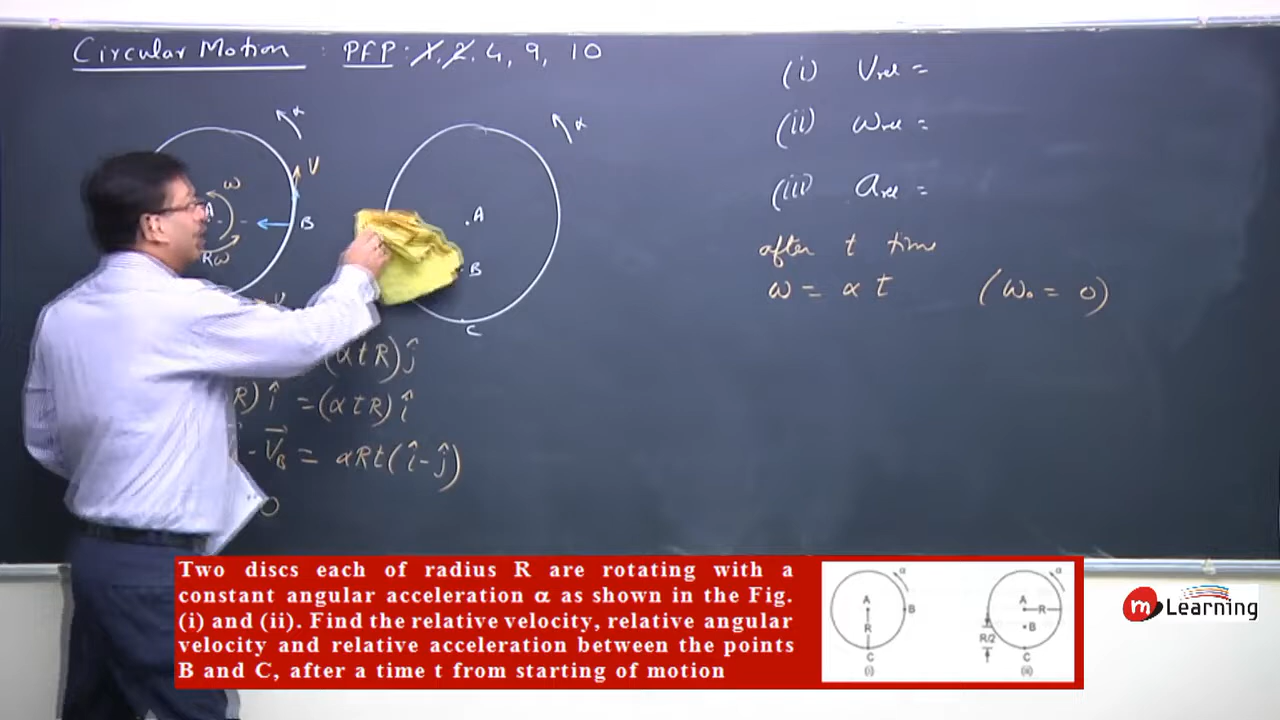 Circular Motion : PFP : 1, 2, 4, 9, 10
(i) Vrel =
(ii) ωrel =
(iii) arel =
after t time
ω = α t (ω₀ = 0)
α
V
ω
A
B
Rω
α
A
B
C
(αtR)ĵ
R) î = (αtR) î
- V⃗B = αRt(î-ĵ)
0
Two discs each of radius R are rotating with a
constant angular acceleration α as shown in the Fig.
(i) and (ii). Find the relative velocity, relative angular
velocity and relative acceleration between the points
B and C, after a time t from starting of motion
α
A
B
R
C
(i)
α
A
R
B
R/2
C
(ii)
m Learning